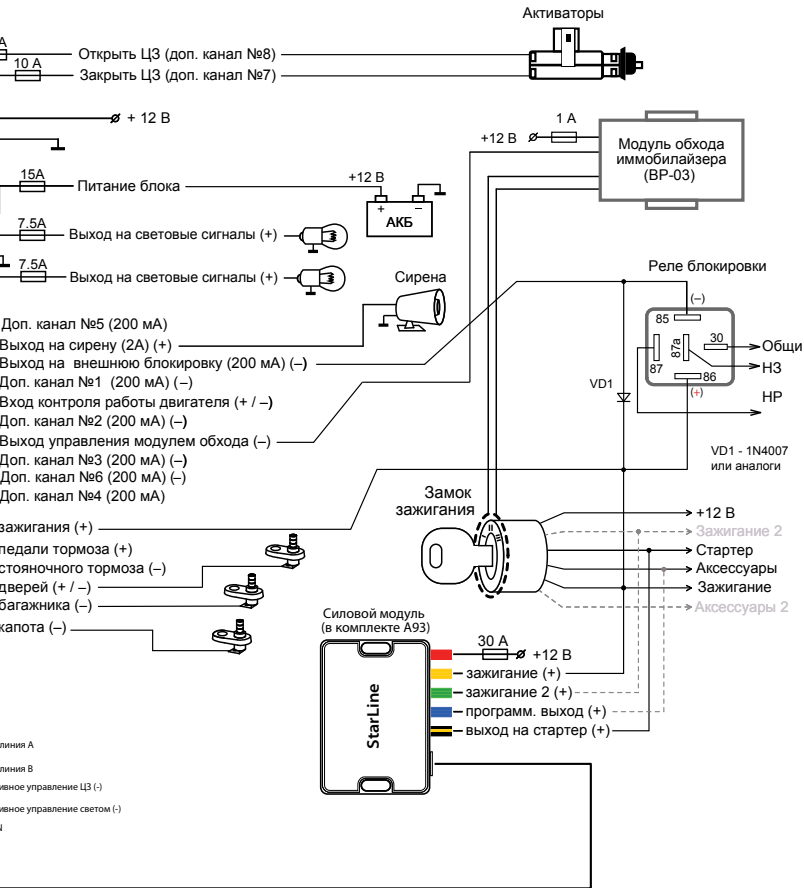 Активаторы
А
Открыть ЦЗ (доп. канал №8)
10 А
Закрыть ЦЗ (доп. канал №7)
+ 12 В
1 А
+12 В
Модуль обхода
иммобилайзера
(BP-03)
15А
Питание блока
+12 В
+ –
АКБ
7.5А
Выход на световые сигналы (+)
7.5А
Выход на световые сигналы (+)
Сирена
Реле блокировки
(–)
85
87а
30
87
86
(+)
Общи
НЗ
НР
VD1
VD1 - 1N4007
или аналоги
Доп. канал №5 (200 мА)
Выход на сирену (2А) (+)
Выход на внешнюю блокировку (200 мА) (–)
Доп. канал №1 (200 мА) (–)
Вход контроля работы двигателя (+ / –)
Доп. канал №2 (200 мА) (–)
Выход управления модулем обхода (–)
Доп. канал №3 (200 мА) (–)
Доп. канал №6 (200 мА) (–)
Доп. канал №4 (200 мА)
зажигания (+)
педали тормоза (+)
стояночного тормоза (–)
дверей (+ / –)
багажника (–)
капота (–)
Замок
зажигания
I
II
III
+12 В
Зажигание 2
Стартер
Аксессуары
Зажигание
Аксессуары 2
Силовой модуль
(в комплекте А93)
StarLine
30 А
+12 В
зажигание (+)
зажигание 2 (+)
программ. выход (+)
выход на стартер (+)
линия А
линия В
ивное управление ЦЗ (-)
ивное управление светом (-)